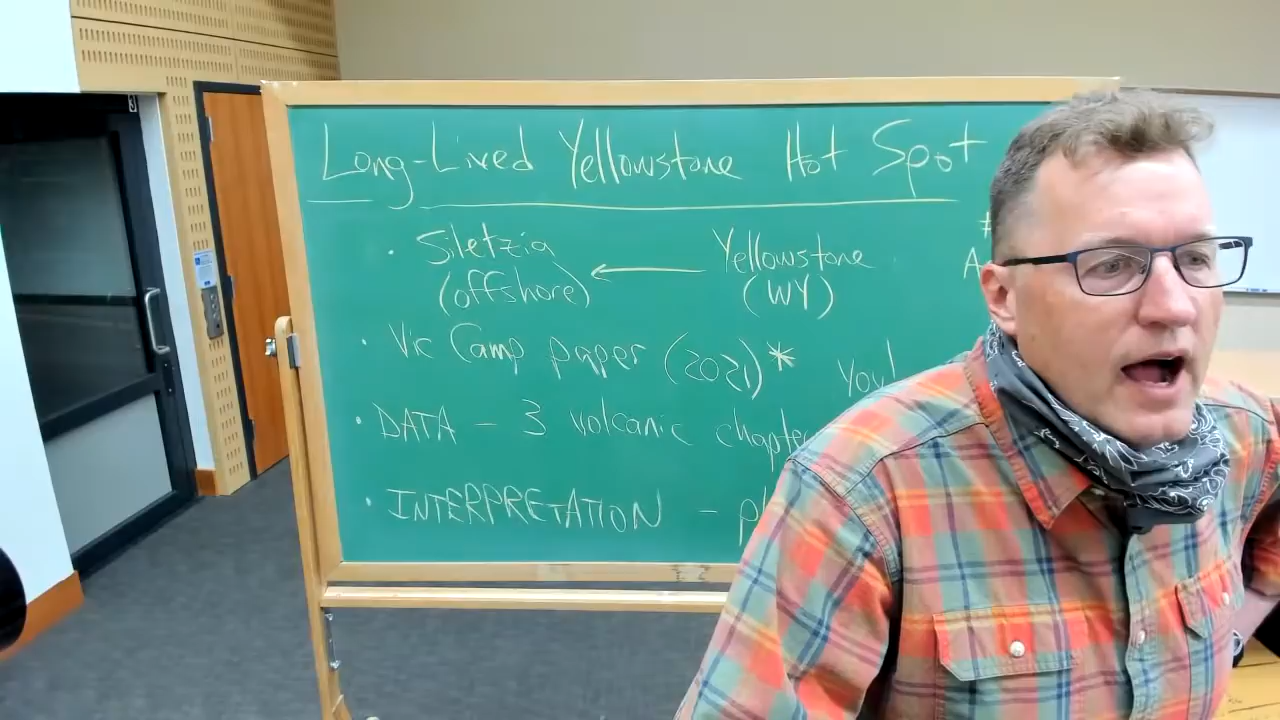 Long-Lived Yellowstone Hot Spot
• Siletzia ← Yellowstone
(offshore) (WY)
• Vic Camp paper (2021)* You!
• DATA - 3 volcanic
• INTERPRETATION -